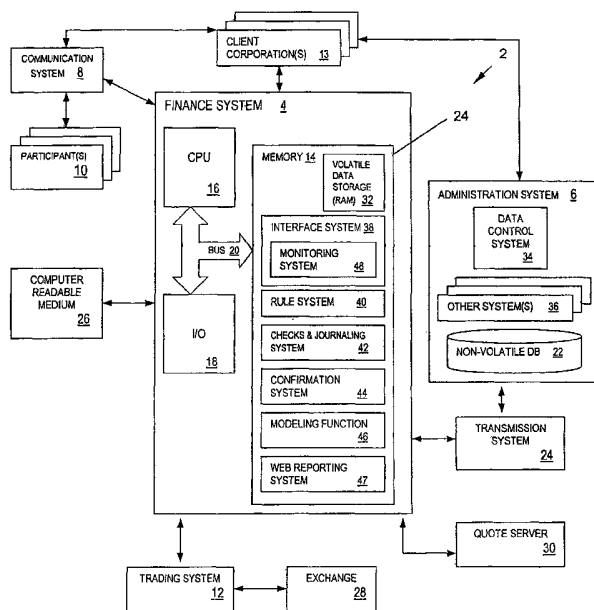 CLIENT
CORPORATION(S)
13
COMMUNICATION
SYSTEM
8
2
FINANCE SYSTEM 4
24
PARTICIPANT(S)
10
CPU
16
MEMORY 14
VOLATILE
DATA
STORAGE
(RAM)
32
INTERFACE SYSTEM 38
MONITORING
SYSTEM
48
BUS 20
RULE SYSTEM
40
CHECKS & JOURNALING
SYSTEM
42
CONFIRMATION
SYSTEM
44
MODELING FUNCTION
46
WEB REPORTING
SYSTEM
47
I/O
18
COMPUTER
READABLE
MEDIUM
26
ADMINISTRATION SYSTEM 6
DATA
CONTROL
SYSTEM
34
OTHER SYSTEM(S) 36
NON-VOLATILE DB 22
TRANSMISSION
SYSTEM
24
QUOTE SERVER
30
TRADING SYSTEM
12
EXCHANGE
28